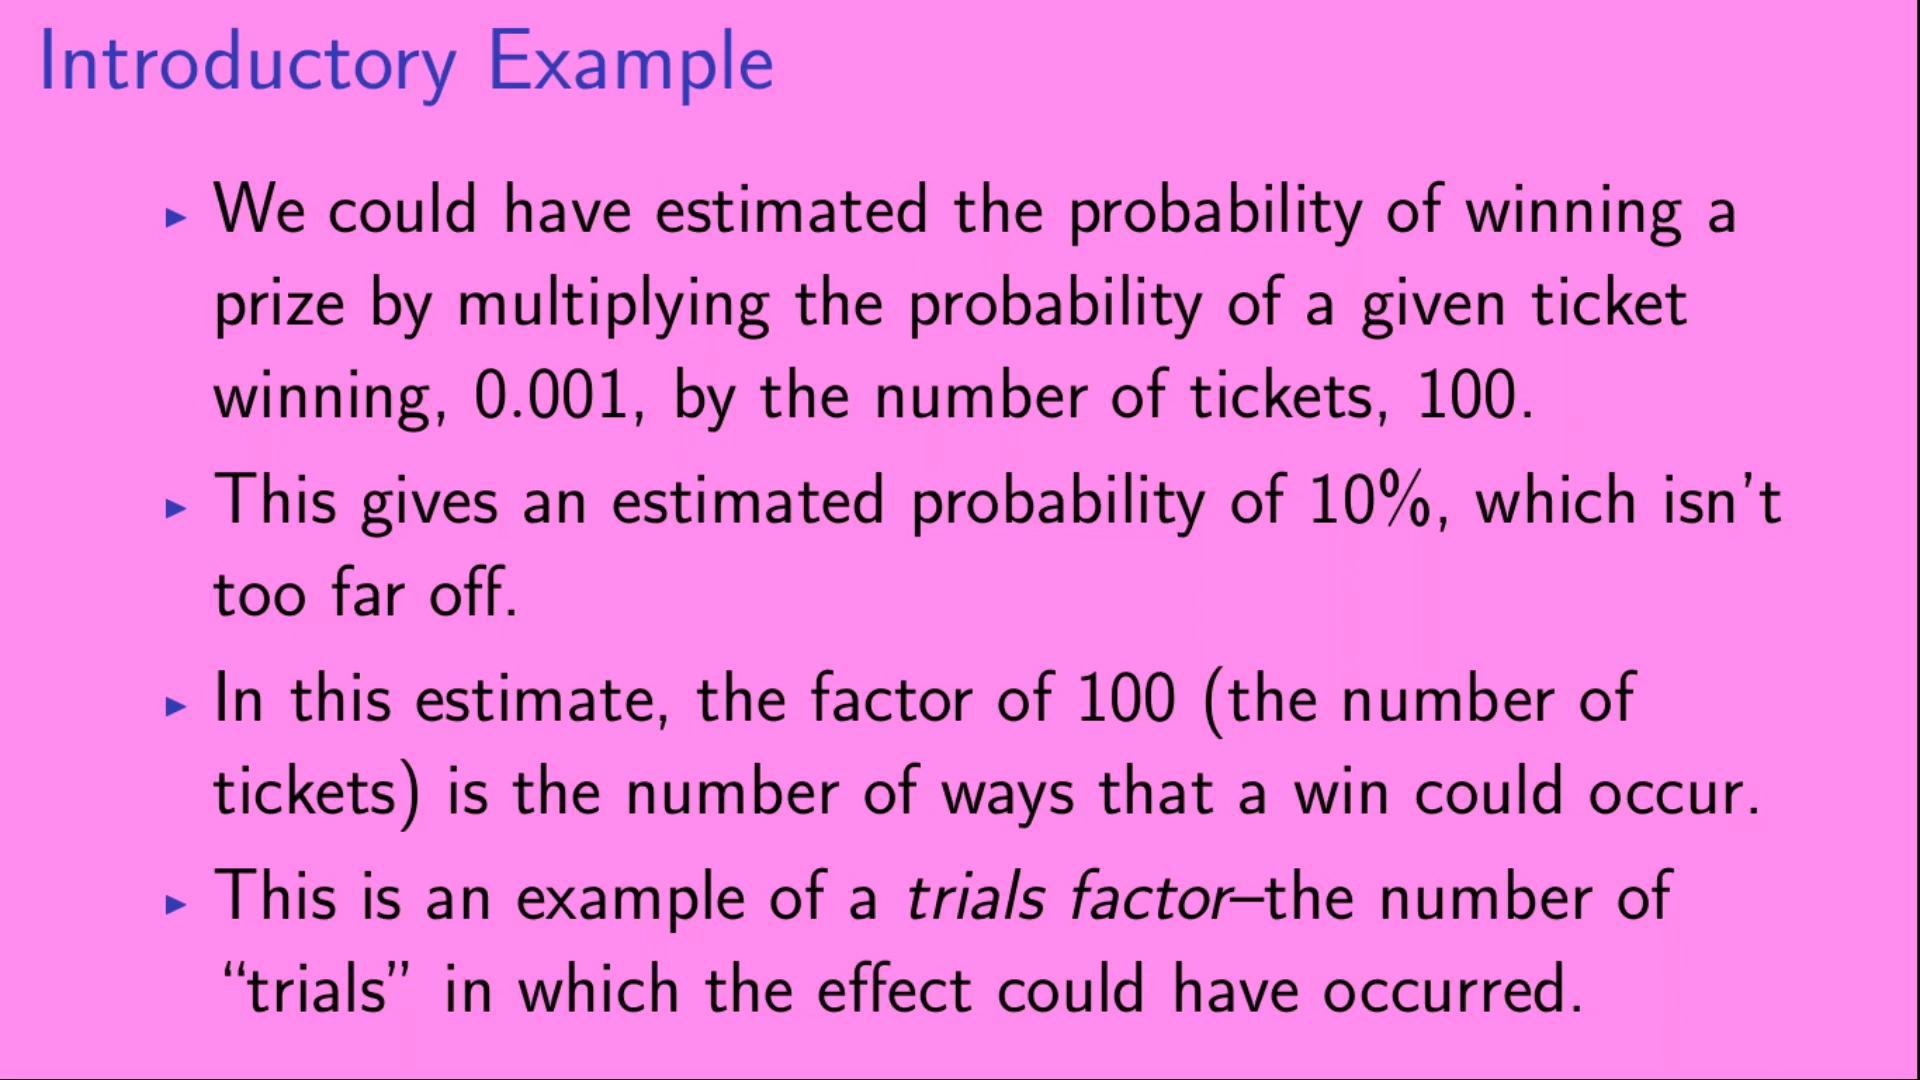 Introductory Example
▸ We could have estimated the probability of winning a
prize by multiplying the probability of a given ticket
winning, 0.001, by the number of tickets, 100.
▸ This gives an estimated probability of 10%, which isn't
too far off.
▸ In this estimate, the factor of 100 (the number of
tickets) is the number of ways that a win could occur.
▸ This is an example of a trials factor–the number of
“trials” in which the effect could have occurred.